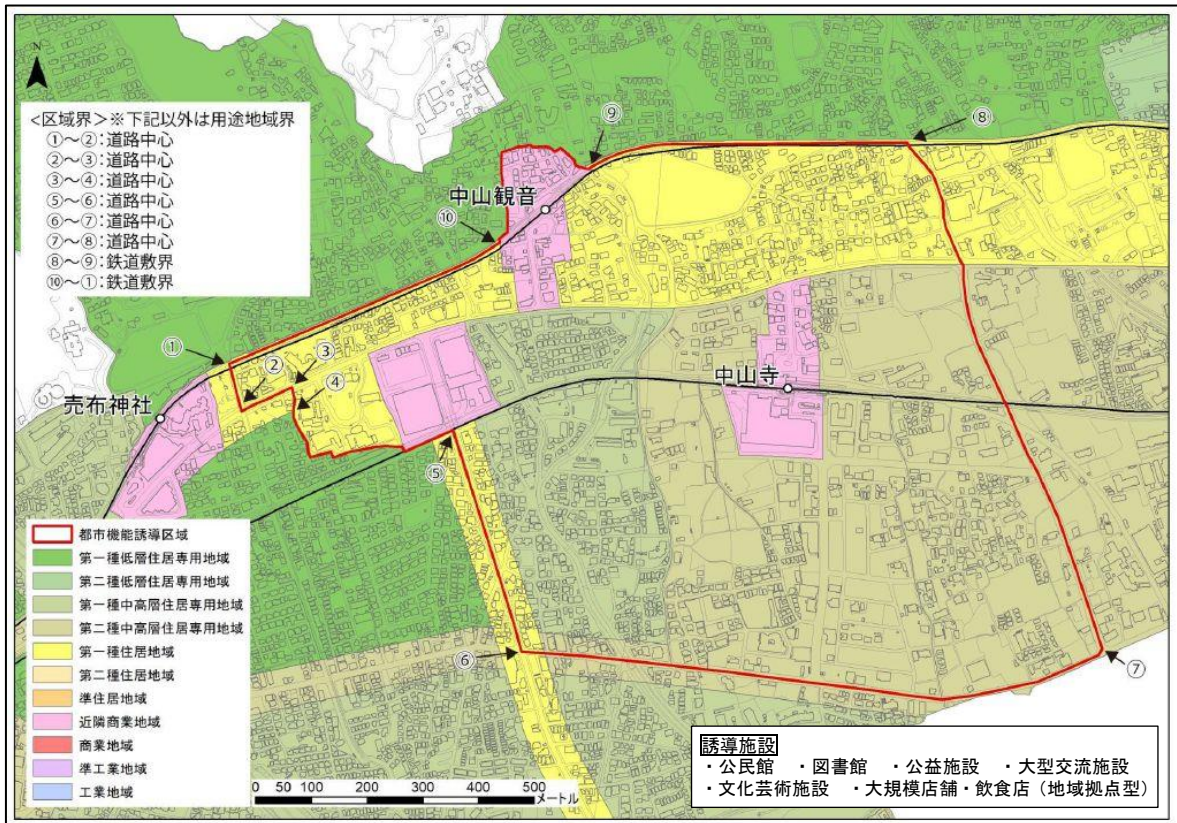 N
<区域界>※下記以外は用途地域界
①～②:道路中心
②～③:道路中心
③～④:道路中心
⑤～⑥:道路中心
⑥～⑦:道路中心
⑦～⑧:道路中心
⑧～⑨:鉄道敷界
⑩～①:鉄道敷界
⑨
⑧
中山観音
⑩
①
②
③
④
売布神社
中山寺
⑤
⑥
⑦
都市機能誘導区域
第一種低層住居専用地域
第二種低層住居専用地域
第一種中高層住居専用地域
第二種中高層住居専用地域
第一種住居地域
第二種住居地域
準住居地域
近隣商業地域
商業地域
準工業地域
工業地域
0 50 100 200 300 400 500
メートル
誘導施設
・公民館 ・図書館 ・公益施設 ・大型交流施設
・文化芸術施設 ・大規模店舗・飲食店（地域拠点型）